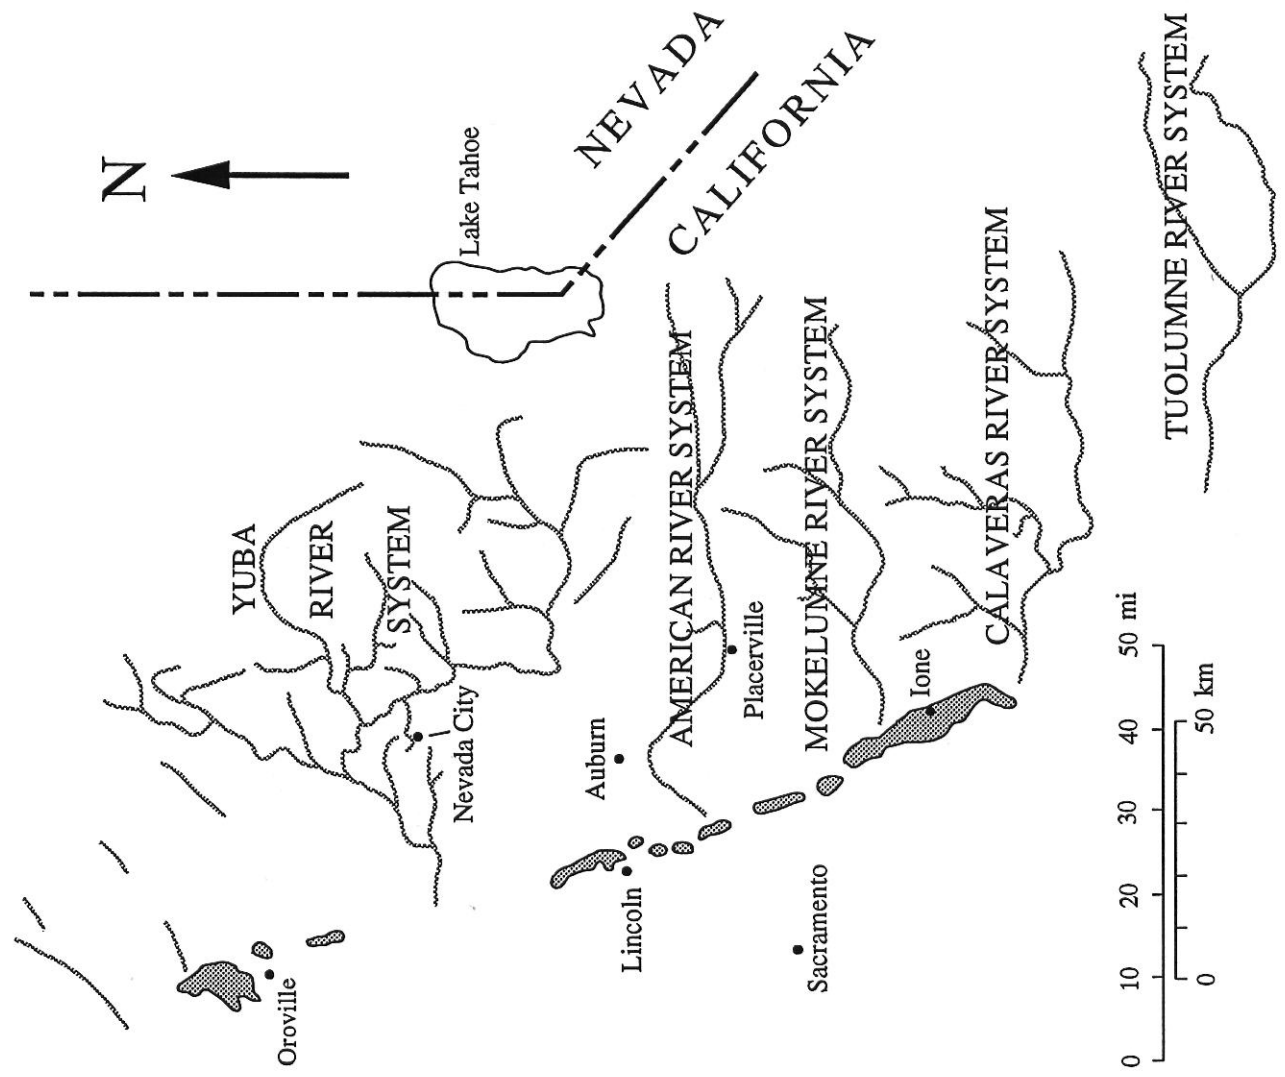 N
NEVADA
CALIFORNIA
Lake Tahoe
YUBA
RIVER
SYSTEM
Nevada City
Oroville
Auburn
Lincoln
AMERICAN RIVER SYSTEM
Placerville
Sacramento
MOKELUMNE RIVER SYSTEM
Ione
CALAVERAS RIVER SYSTEM
TUOLUMNE RIVER SYSTEM
0 10 20 30 40 50 mi
0 50 km